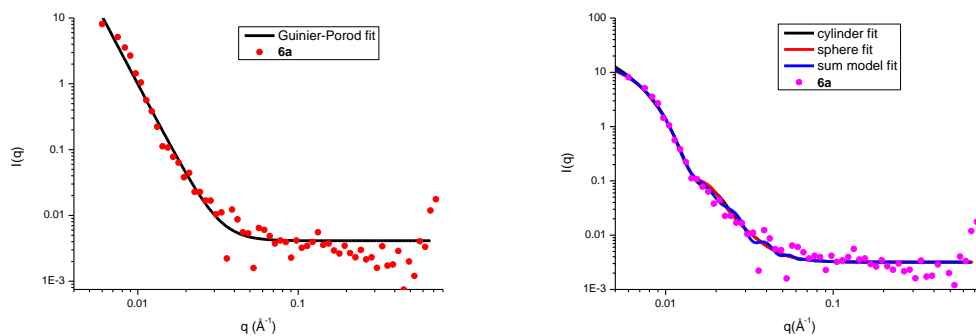 10
1
0.1
0.01
1E-3
I(q)
0.01
0.1
q (Å⁻¹)
Guinier-Porod fit
6a
100
10
1
0.1
0.01
1E-3
I(q)
0.01
0.1
q(Å⁻¹)
cylinder fit
sphere fit
sum model fit
6a